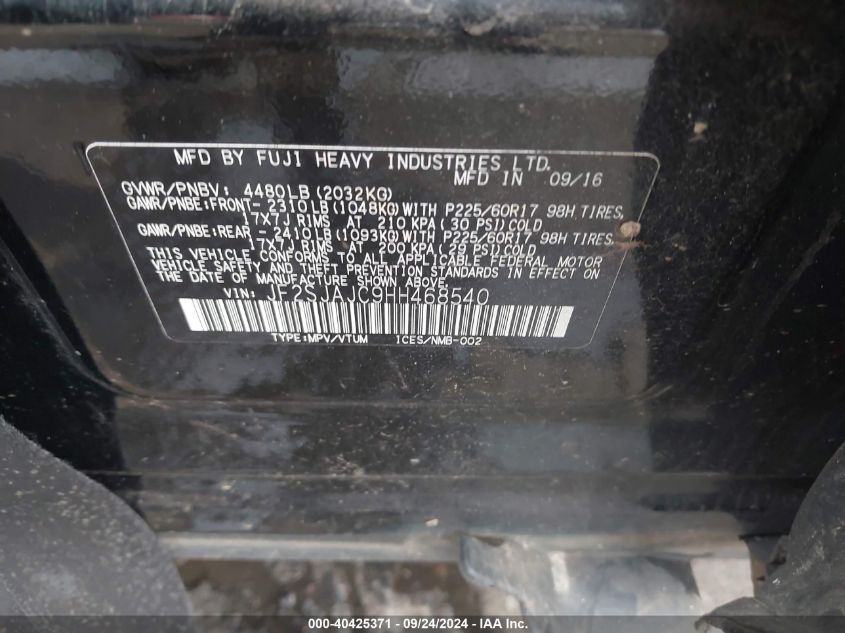 MFD BY FUJI HEAVY INDUSTRIES LTD.
MFD IN 09/16
GVWR/PNBV: 4480LB (2032KG)
GAWR/PNBE:FRONT- 2310LB (1048KG) WITH P225/60R17 98H TIRES,
17X7J RIMS AT 210 KPA (30 PSI) COLD
GAWR/PNBE:REAR - 2410LB (1093KG) WITH P225/60R17 98H TIRES,
17X7J RIMS AT 200 KPA (29 PSI) COLD
THIS VEHICLE CONFORMS TO ALL APPLICABLE FEDERAL MOTOR
VEHICLE SAFETY AND THEFT PREVENTION STANDARDS IN EFFECT ON
THE DATE OF MANUFACTURE SHOWN ABOVE.
VIN: JF2SJAJC9HH468540
TYPE:MPV/VTUM ICES/NMB-002
000-40425371 - 09/24/2024 - IAA Inc.